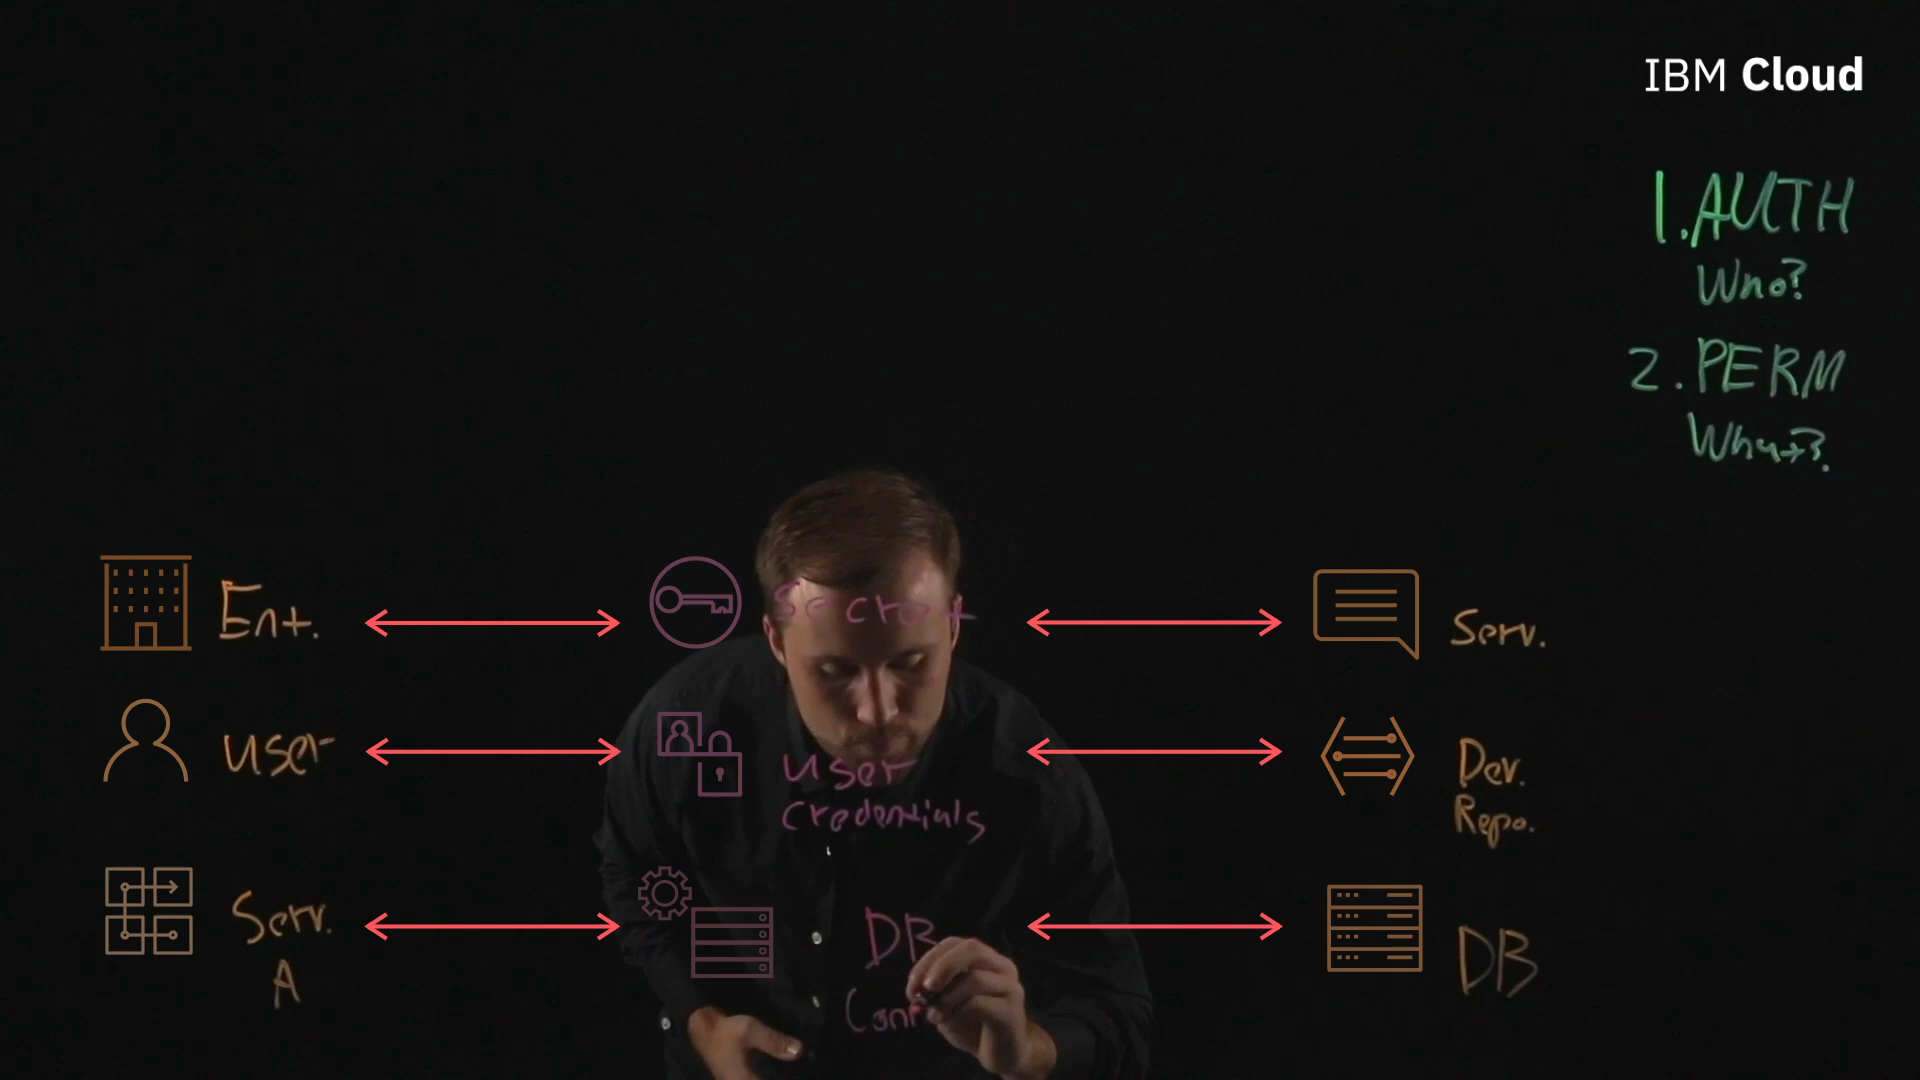 IBM Cloud
1. AUTH
Who?
2. PERM
What?
Ent.
Secret
Serv.
User
User
Credentials
Dev.
Repo.
Serv.
A
DB
DB